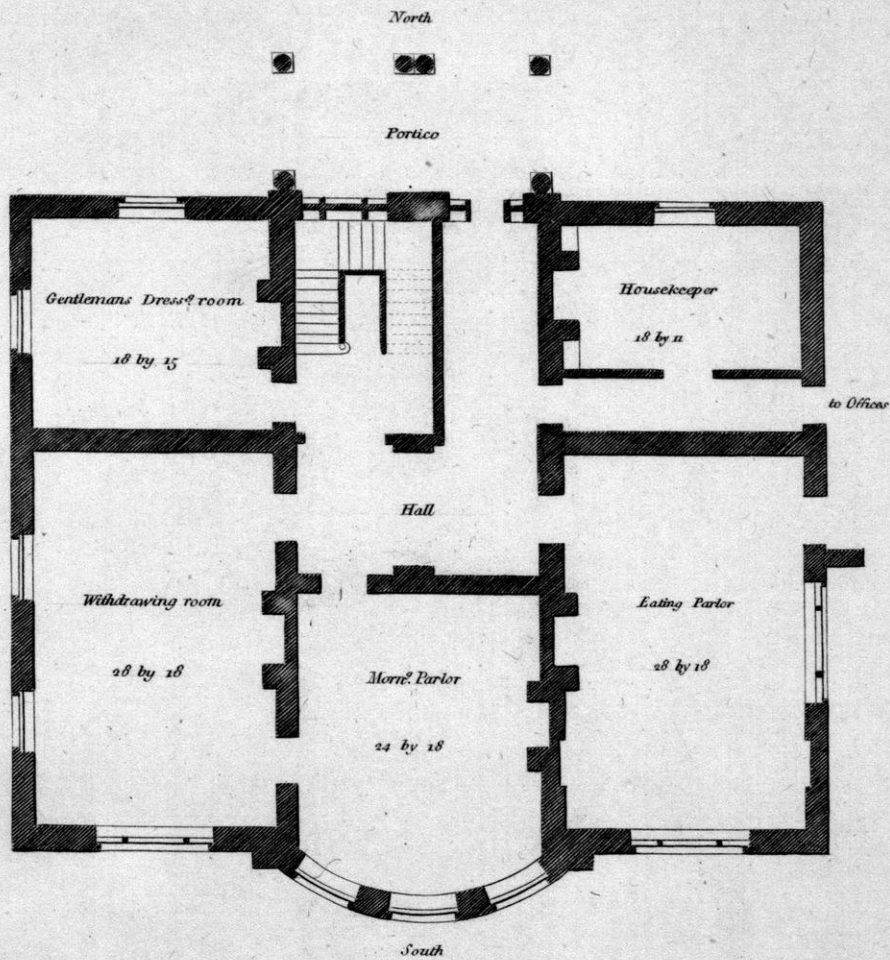 North
Portico
Gentlemans Dressg. room
18 by 15
Housekeeper
18 by 11
to Offices
Hall
Withdrawing room
28 by 18
Morng. Parlor
24 by 18
Eating Parlor
28 by 18
South